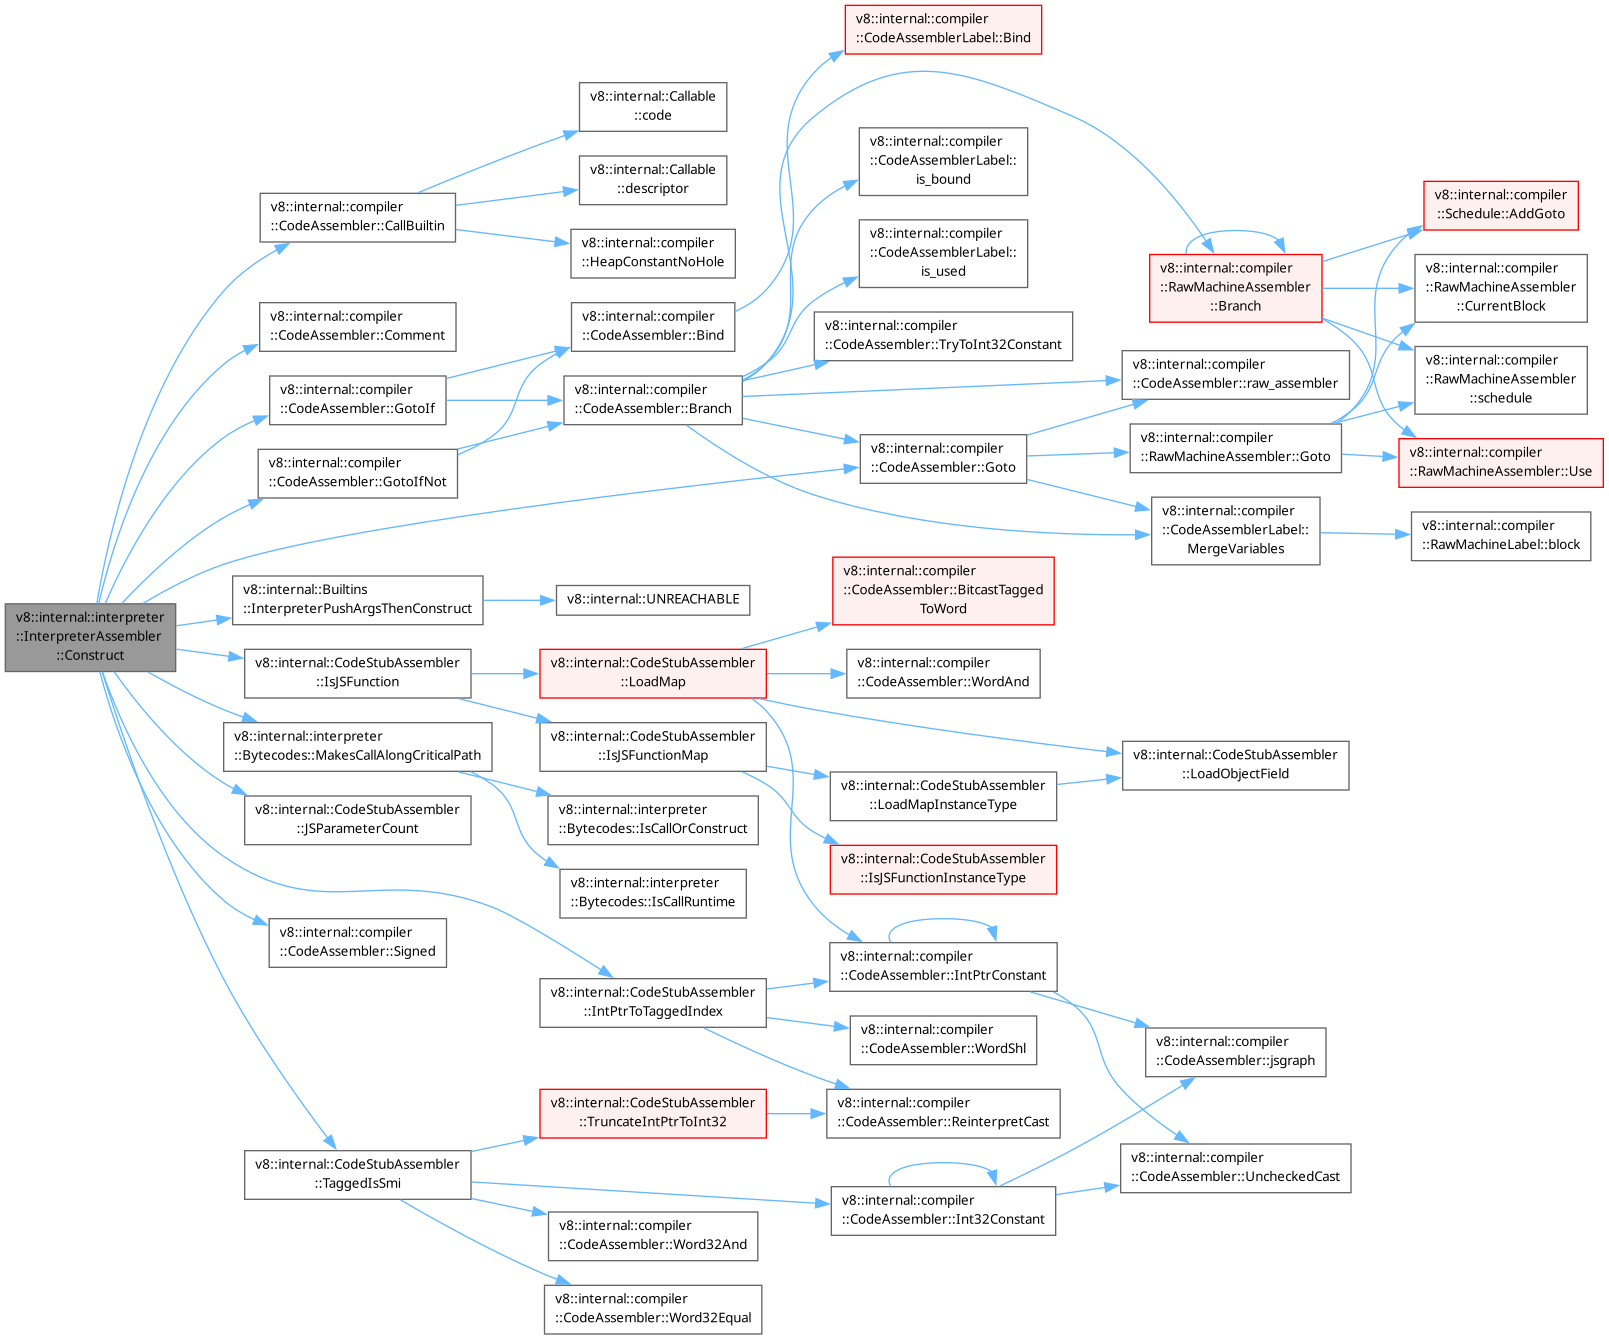 v8::internal::compiler
::CodeAssemblerLabel::Bind
v8::internal::Callable
::code
v8::internal::compiler
::CodeAssemblerLabel::
is_bound
v8::internal::Callable
::descriptor
v8::internal::compiler
::Schedule::AddGoto
v8::internal::compiler
::CodeAssembler::CallBuiltin
v8::internal::compiler
::HeapConstantNoHole
v8::internal::compiler
::CodeAssemblerLabel::
is_used
v8::internal::compiler
::RawMachineAssembler
::Branch
v8::internal::compiler
::RawMachineAssembler
::CurrentBlock
v8::internal::compiler
::CodeAssembler::Comment
v8::internal::compiler
::CodeAssembler::Bind
v8::internal::compiler
::CodeAssembler::TryToInt32Constant
v8::internal::compiler
::RawMachineAssembler
::schedule
v8::internal::compiler
::CodeAssembler::GotoIf
v8::internal::compiler
::CodeAssembler::Branch
v8::internal::compiler
::CodeAssembler::raw_assembler
v8::internal::compiler
::CodeAssembler::GotoIfNot
v8::internal::compiler
::CodeAssembler::Goto
v8::internal::compiler
::RawMachineAssembler::Goto
v8::internal::compiler
::RawMachineAssembler::Use
v8::internal::compiler
::CodeAssemblerLabel::
MergeVariables
v8::internal::compiler
::RawMachineLabel::block
v8::internal::interpreter
::InterpreterAssembler
::Construct
v8::internal::Builtins
::InterpreterPushArgsThenConstruct
v8::internal::UNREACHABLE
v8::internal::compiler
::CodeAssembler::BitcastTagged
ToWord
v8::internal::CodeStubAssembler
::IsJSFunction
v8::internal::CodeStubAssembler
::LoadMap
v8::internal::compiler
::CodeAssembler::WordAnd
v8::internal::interpreter
::Bytecodes::MakesCallAlongCriticalPath
v8::internal::CodeStubAssembler
::IsJSFunctionMap
v8::internal::CodeStubAssembler
::LoadMapInstanceType
v8::internal::CodeStubAssembler
::LoadObjectField
v8::internal::CodeStubAssembler
::JSParameterCount
v8::internal::interpreter
::Bytecodes::IsCallOrConstruct
v8::internal::CodeStubAssembler
::IsJSFunctionInstanceType
v8::internal::interpreter
::Bytecodes::IsCallRuntime
v8::internal::compiler
::CodeAssembler::Signed
v8::internal::compiler
::CodeAssembler::IntPtrConstant
v8::internal::CodeStubAssembler
::IntPtrToTaggedIndex
v8::internal::compiler
::CodeAssembler::WordShl
v8::internal::compiler
::CodeAssembler::jsgraph
v8::internal::CodeStubAssembler
::TruncateIntPtrToInt32
v8::internal::compiler
::CodeAssembler::ReinterpretCast
v8::internal::CodeStubAssembler
::TaggedIsSmi
v8::internal::compiler
::CodeAssembler::Int32Constant
v8::internal::compiler
::CodeAssembler::UncheckedCast
v8::internal::compiler
::CodeAssembler::Word32And
v8::internal::compiler
::CodeAssembler::Word32Equal